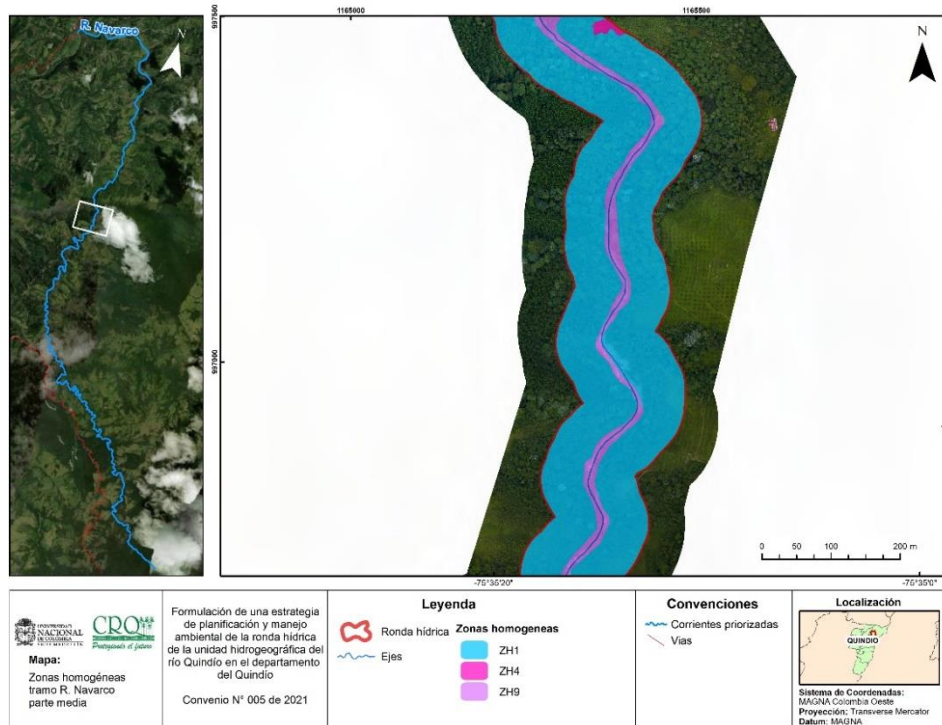 R. Navarco
N
1165000
1165500
997500
N
997000
0 50 100 200 m
-75°35'20"
-75°35'0"
UNIVERSIDAD
NACIONAL
DE COLOMBIA
CRQ
Protegiendo el futuro
Mapa:
Zonas homogéneas
tramo R. Navarco
parte media
Formulación de una estrategia
de planificación y manejo
ambiental de la ronda hídrica
de la unidad hidrogeográfica del
río Quindío en el departamento
del Quindío
Convenio N° 005 de 2021
Leyenda
Ronda hídrica
Ejes
Zonas homogeneas
ZH1
ZH4
ZH9
Convenciones
Corrientes priorizadas
Vias
Localización
QUINDIO
Sistema de Coordenadas:
MAGNA Colombia Oeste
Proyección: Transverse Mercator
Datum: MAGNA